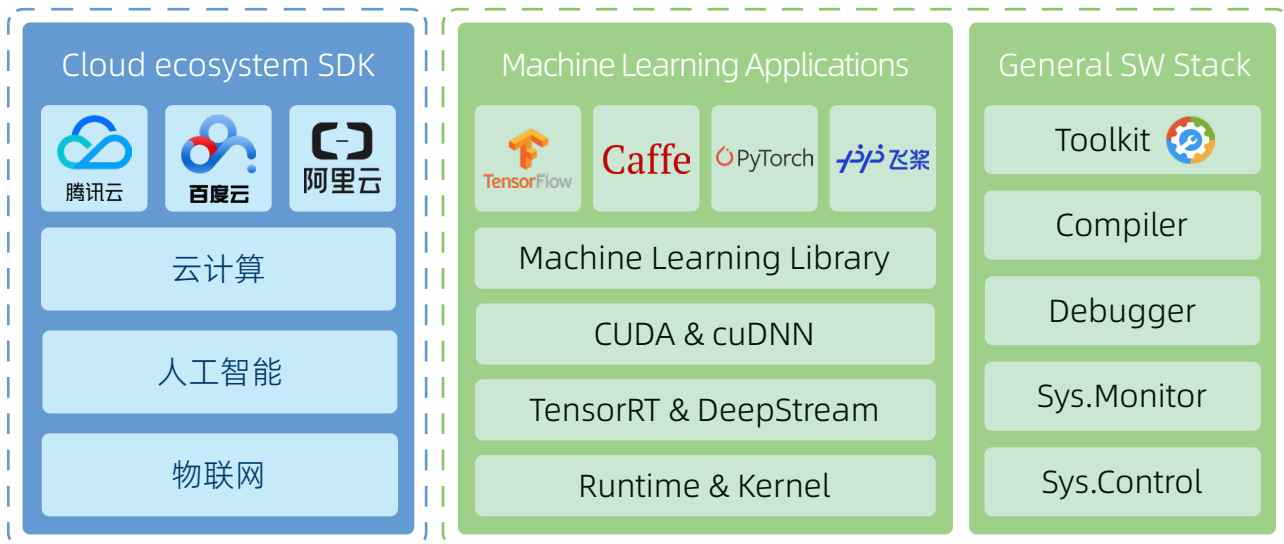 Cloud ecosystem SDK
腾讯云
百度云
阿里云
云计算
人工智能
物联网
Machine Learning Applications
TensorFlow
Caffe
PyTorch
飞桨
Machine Learning Library
CUDA & cuDNN
TensorRT & DeepStream
Runtime & Kernel
General SW Stack
Toolkit
Compiler
Debugger
Sys.Monitor
Sys.Control